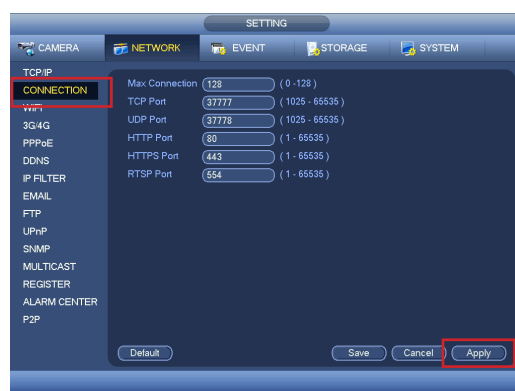 SETTING
CAMERA NETWORK EVENT STORAGE SYSTEM
TCP/IP
CONNECTION
WIFI
3G/4G
PPPoE
DDNS
IP FILTER
EMAIL
FTP
UPnP
SNMP
MULTICAST
REGISTER
ALARM CENTER
P2P
Max Connection 128 ( 0 -128 )
TCP Port 37777 ( 1025 - 65535 )
UDP Port 37778 ( 1025 - 65535 )
HTTP Port 80 ( 1 - 65535 )
HTTPS Port 443 ( 1 - 65535 )
RTSP Port 554 ( 1 - 65535 )
Default Save Cancel Apply